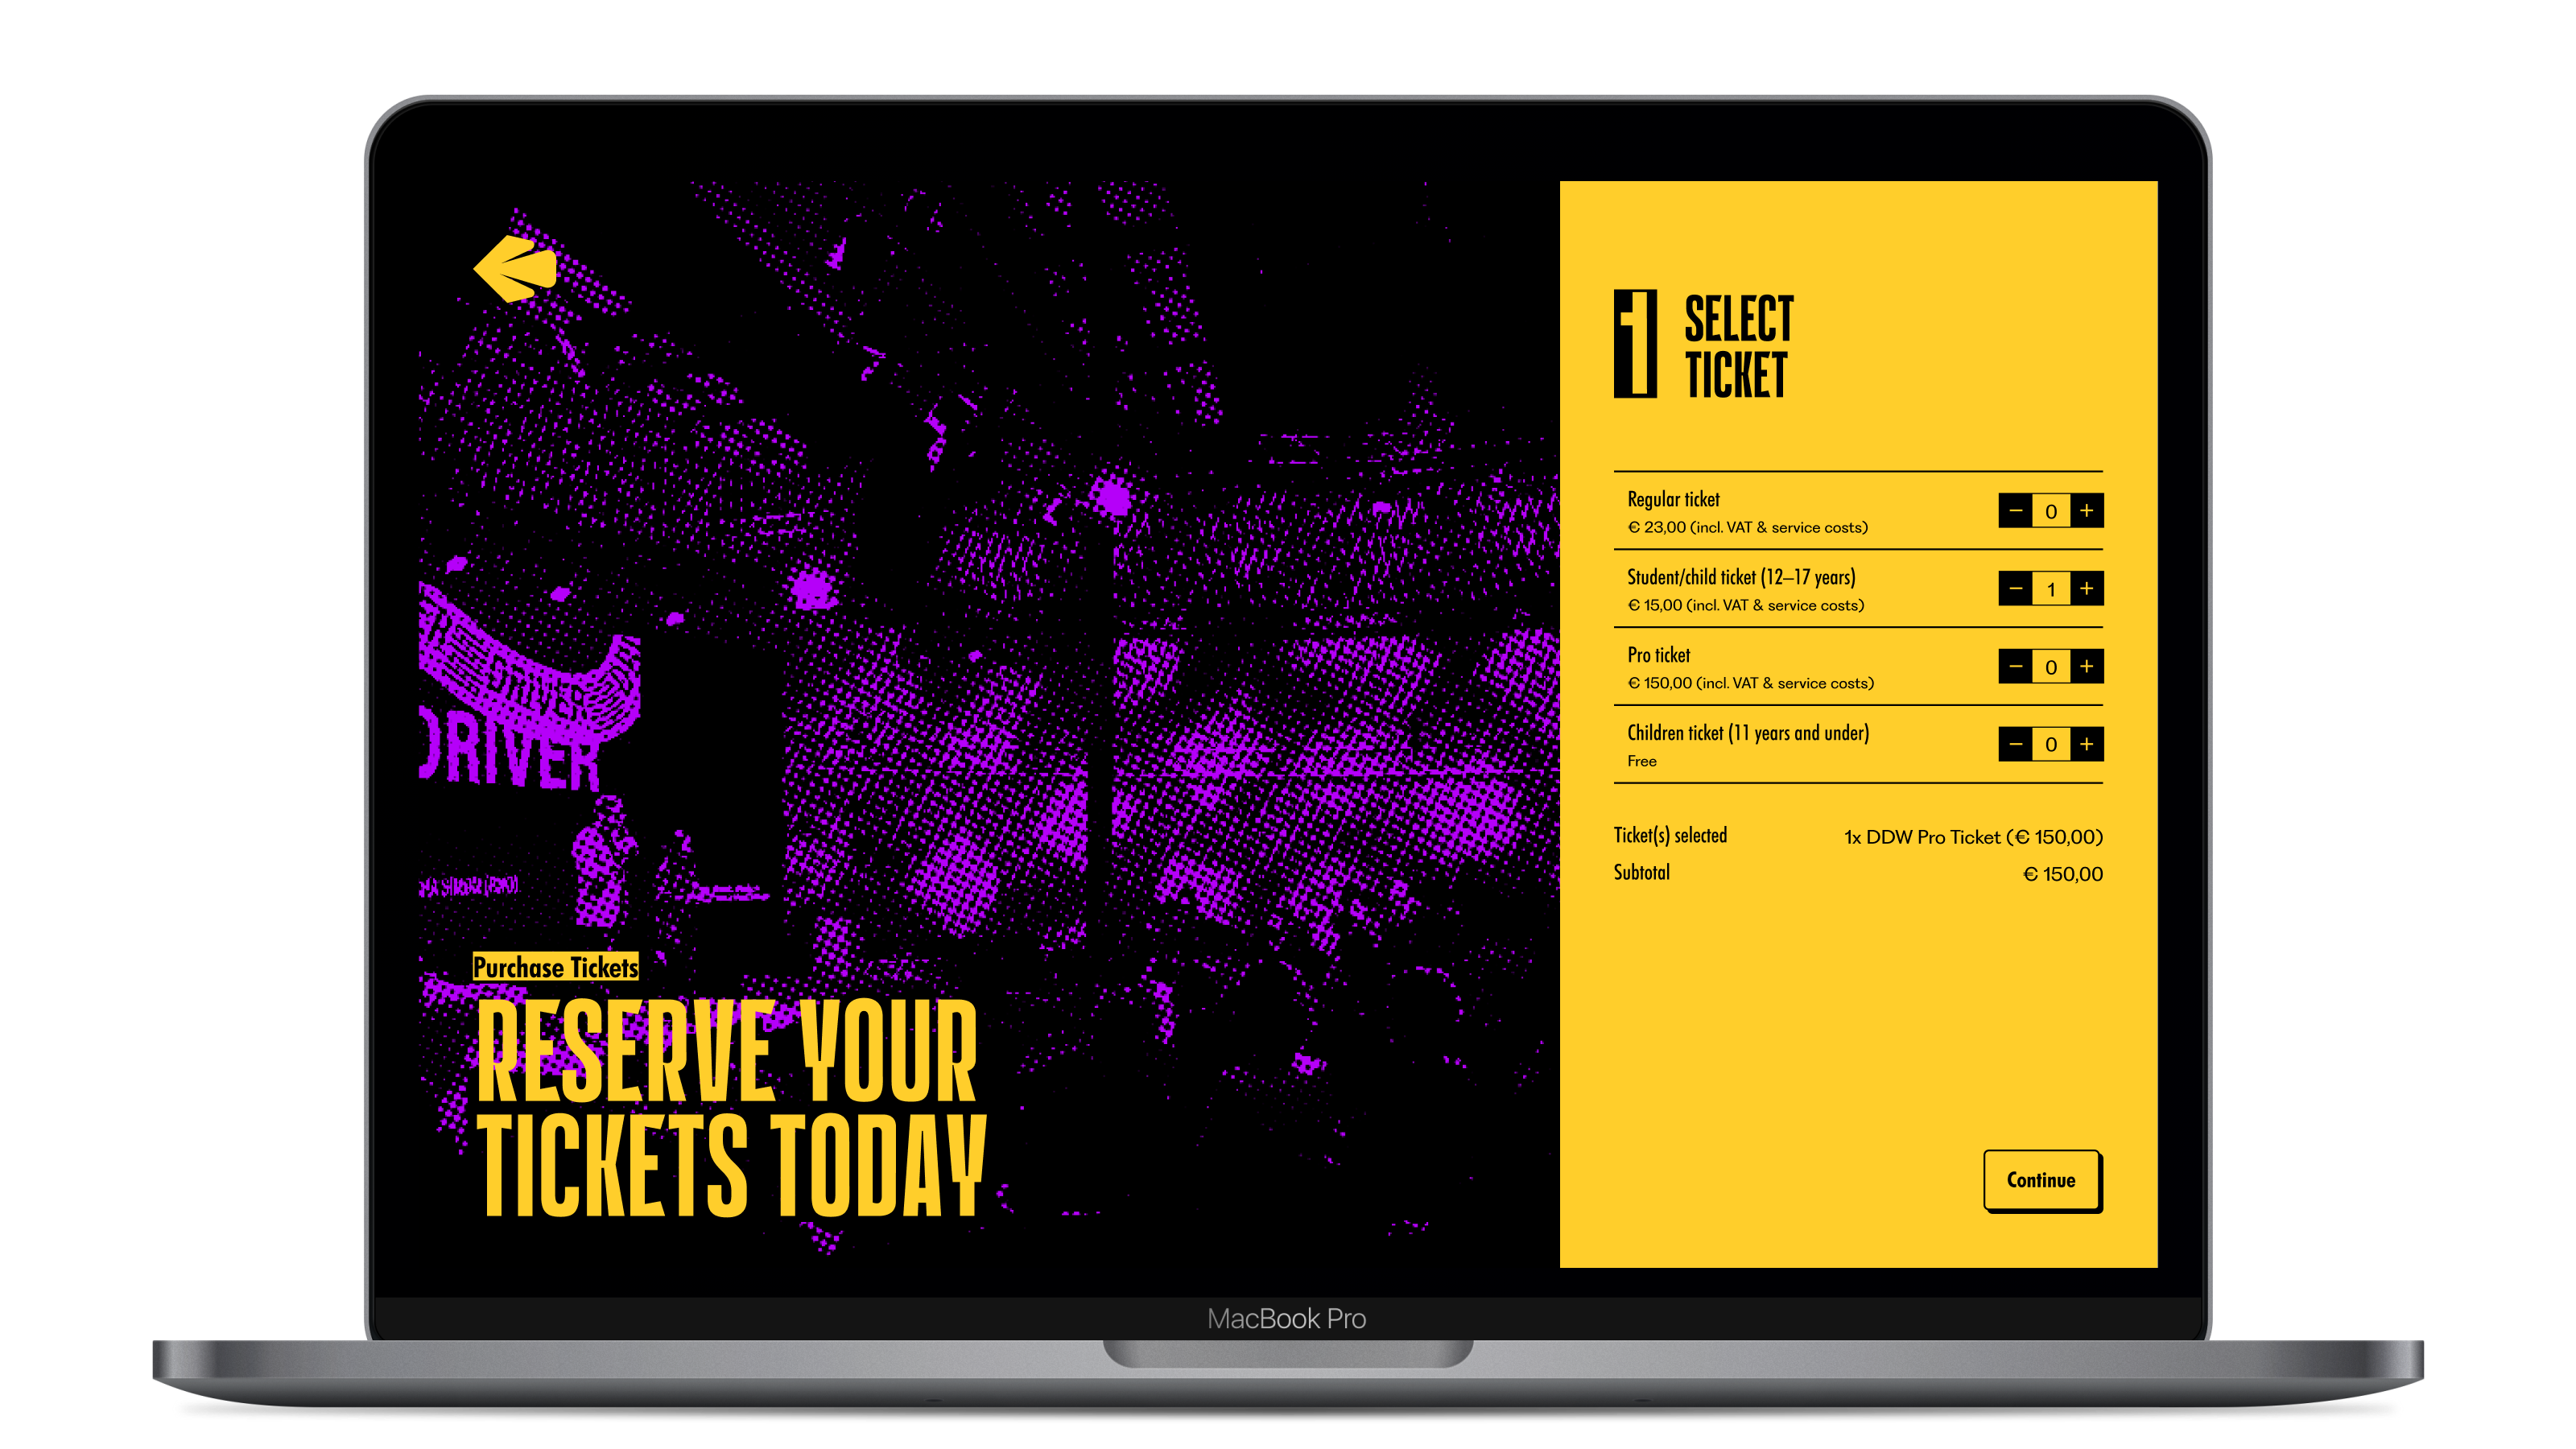 DRIVER
Purchase Tickets
RESERVE YOUR
TICKETS TODAY
1
SELECT
TICKET
Regular ticket
€ 23,00 (incl. VAT & service costs)
− 0 +
Student/child ticket (12–17 years)
€ 15,00 (incl. VAT & service costs)
− 1 +
Pro ticket
€ 150,00 (incl. VAT & service costs)
− 0 +
Children ticket (11 years and under)
Free
− 0 +
Ticket(s) selected 1x DDW Pro Ticket (€ 150,00)
Subtotal € 150,00
Continue
MacBook Pro